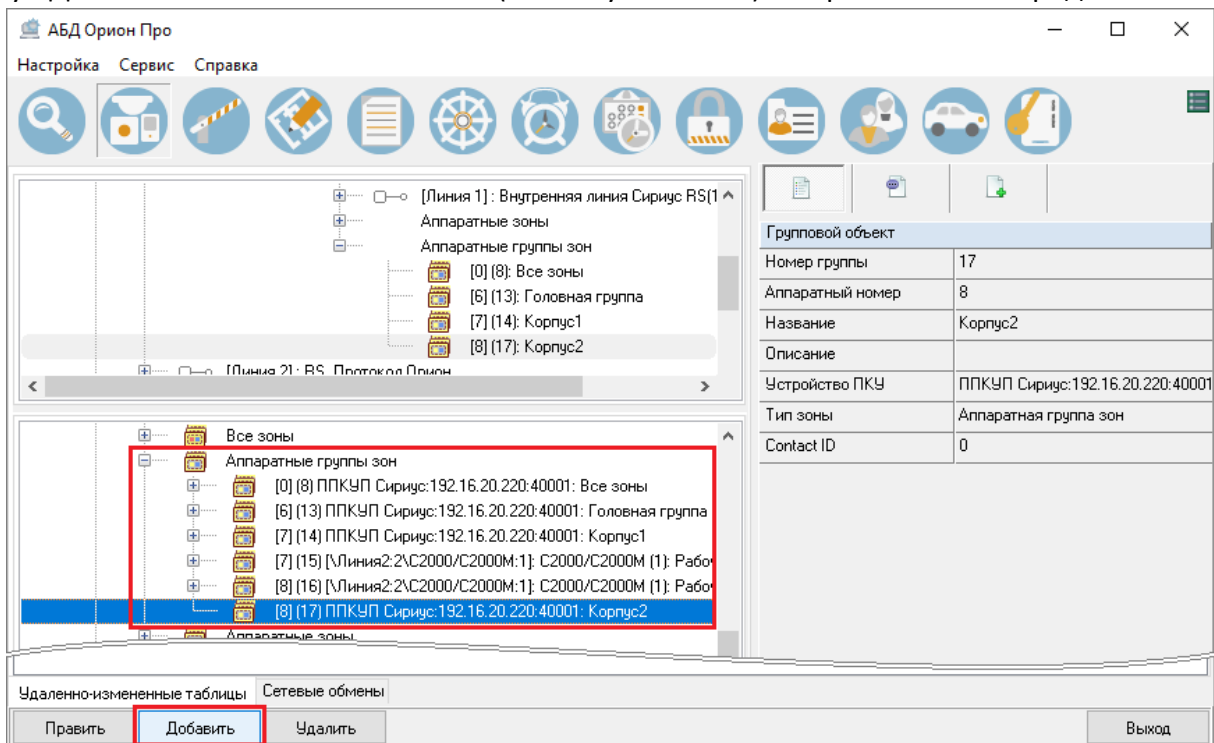 АБД Орион Про
Настройка Сервис Справка
[Линия 1] : Внутренняя линия Сириус RS(1
Аппаратные зоны
Аппаратные группы зон
[0] (8): Все зоны
[6] (13): Головная группа
[7] (14): Корпус1
[8] (17): Корпус2
[Линия 2] : RS, Протокол Орион
Все зоны
Аппаратные группы зон
[0] (8) ППКУП Сириус:192.16.20.220:40001: Все зоны
[6] (13) ППКУП Сириус:192.16.20.220:40001: Головная группа
[7] (14) ППКУП Сириус:192.16.20.220:40001: Корпус1
[7] (15) [\Линия2:2\С2000/С2000М:1]: С2000/С2000М (1): Рабо
[8] (16) [\Линия2:2\С2000/С2000М:1]: С2000/С2000М (1): Рабо
[8] (17) ППКУП Сириус:192.16.20.220:40001: Корпус2
Аппаратные зоны
Групповой объект
Номер группы 17
Аппаратный номер 8
Название Корпус2
Описание
Устройство ПКУ ППКУП Сириус:192.16.20.220:40001
Тип зоны Аппаратная группа зон
Contact ID 0
Удаленно-измененные таблицы Сетевые обмены
Править Добавить Удалить Выход